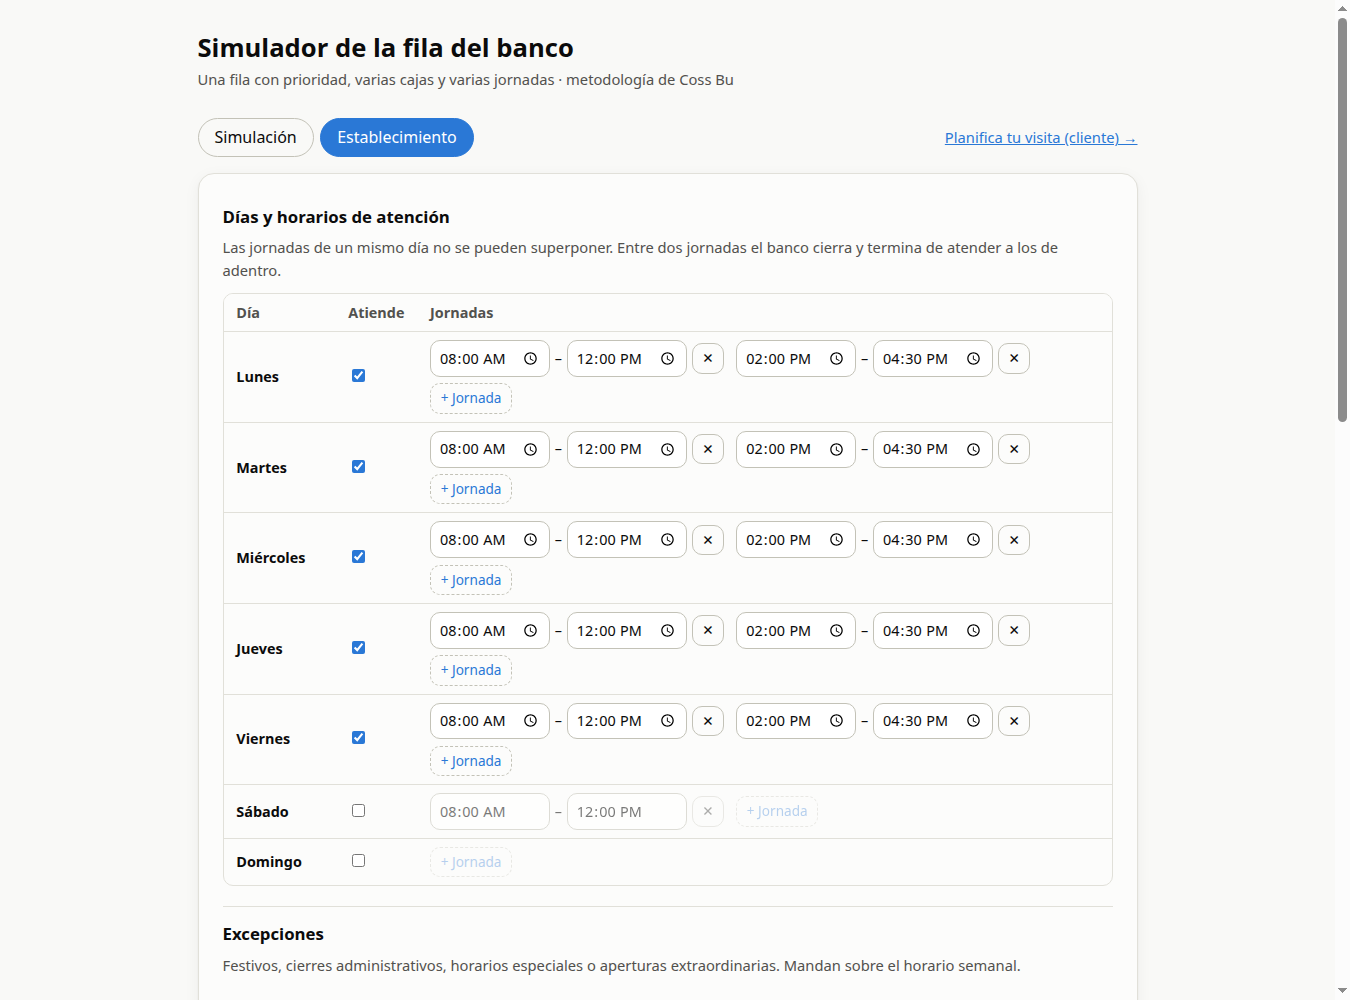 Simulador de la fila del banco
Una fila con prioridad, varias cajas y varias jornadas · metodología de Coss Bu
Simulación
Establecimiento
Planifica tu visita (cliente) →
Días y horarios de atención
Las jornadas de un mismo día no se pueden superponer. Entre dos jornadas el banco cierra y termina de atender a los de
adentro.
Día Atiende Jornadas
Lunes 08:00 AM – 12:00 PM × 02:00 PM – 04:30 PM ×
+ Jornada
Martes 08:00 AM – 12:00 PM × 02:00 PM – 04:30 PM ×
+ Jornada
Miércoles 08:00 AM – 12:00 PM × 02:00 PM – 04:30 PM ×
+ Jornada
Jueves 08:00 AM – 12:00 PM × 02:00 PM – 04:30 PM ×
+ Jornada
Viernes 08:00 AM – 12:00 PM × 02:00 PM – 04:30 PM ×
+ Jornada
Sábado 08:00 AM – 12:00 PM × + Jornada
Domingo + Jornada
Excepciones
Festivos, cierres administrativos, horarios especiales o aperturas extraordinarias. Mandan sobre el horario semanal.